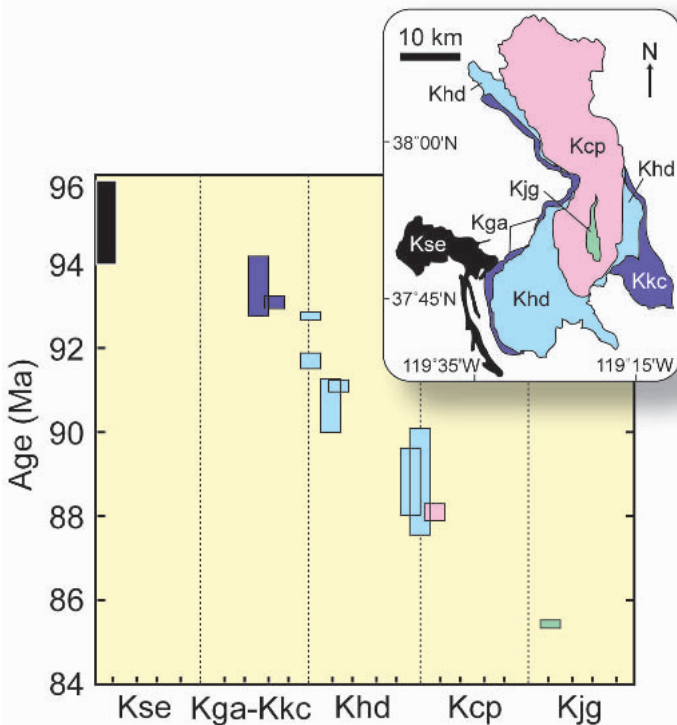 10 km
N
Khd
38°00'N
Kcp
Khd
Kjg
Kga
Kse
Kkc
37°45'N
Khd
119°35'W
119°15'W
Age (Ma)
96
94
92
90
88
86
84
Kse
Kga-Kkc
Khd
Kcp
Kjg